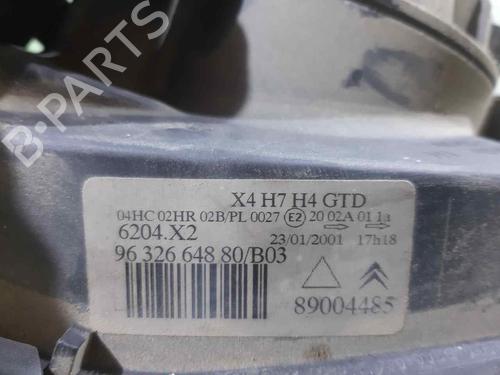 B-PARTS
X4 H7 H4 GTD
04HC 02HR 02B/PL 0027 E2 20 02A 01 1a
6204.X2
23/01/2001 17h18
96 326 648 80/B03
89004485